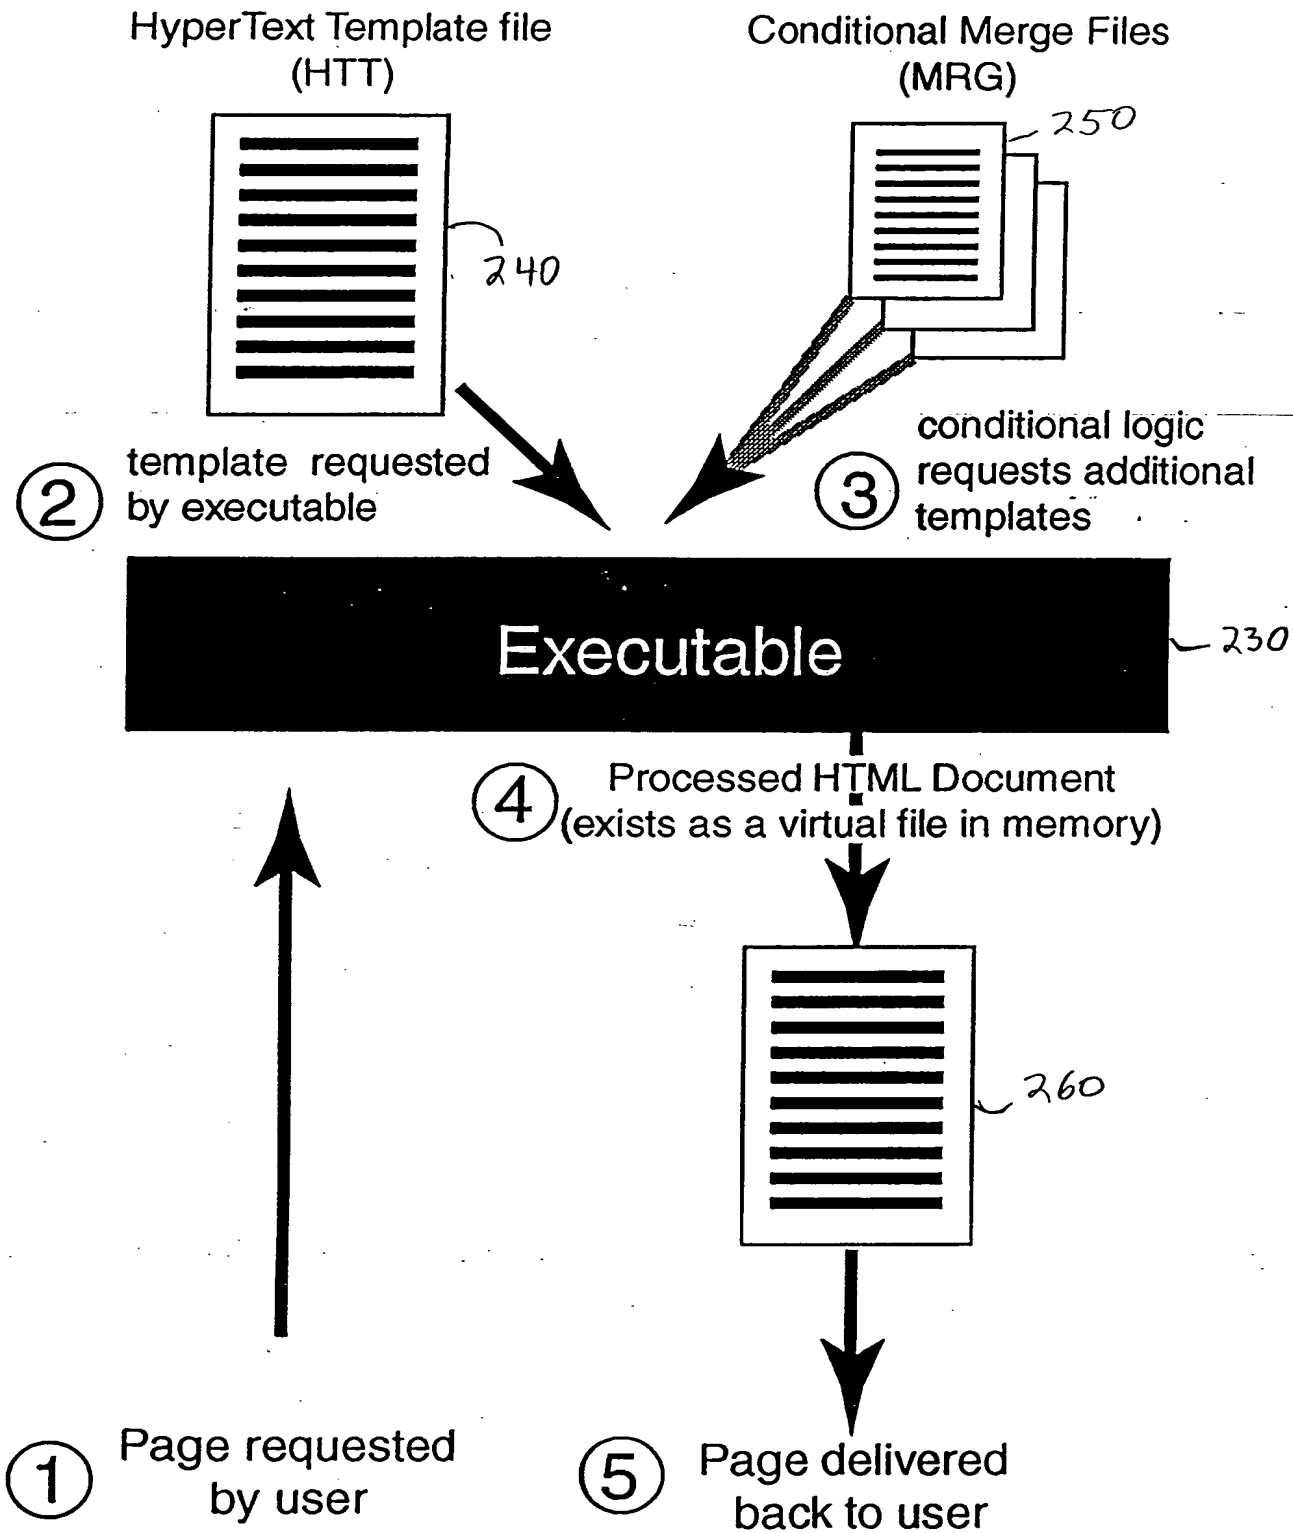 HyperText Template file
(HTT)
Conditional Merge Files
(MRG)
250
240
2
template requested
by executable
3
conditional logic
requests additional
templates
Executable
230
4
Processed HTML Document
(exists as a virtual file in memory)
260
1
Page requested
by user
5
Page delivered
back to user